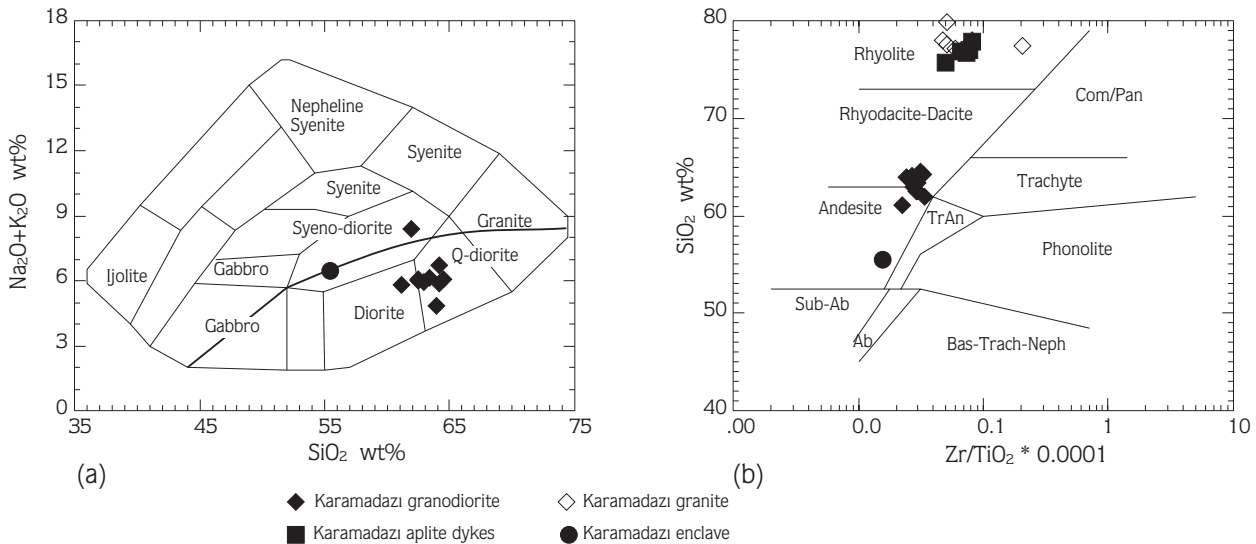 18
15
12
9
6
3
0
Na₂O+K₂O wt%
Nepheline
Syenite
Syenite
Syenite
Granite
Syeno-diorite
Q-diorite
Gabbro
Ijolite
Gabbro
Diorite
35
45
55
65
75
SiO₂ wt%
(a)
80
70
60
50
40
SiO₂ wt%
Rhyolite
Com/Pan
Rhyodacite-Dacite
Trachyte
Andesite
TrAn
Phonolite
Sub-Ab
Ab
Bas-Trach-Neph
.00
0.0
0.1
1
10
Zr/TiO₂ * 0.0001
(b)
Karamadazı granodiorite
Karamadazı granite
Karamadazı aplite dykes
Karamadazı enclave